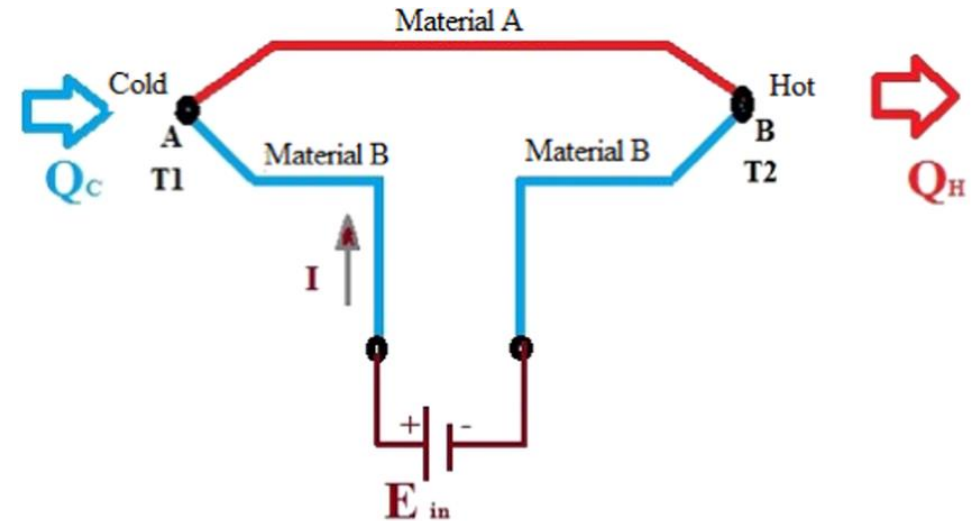 Material A
Cold
Hot
A
B
Material B
Material B
Qc
T1
T2
QH
I
+
-
E in